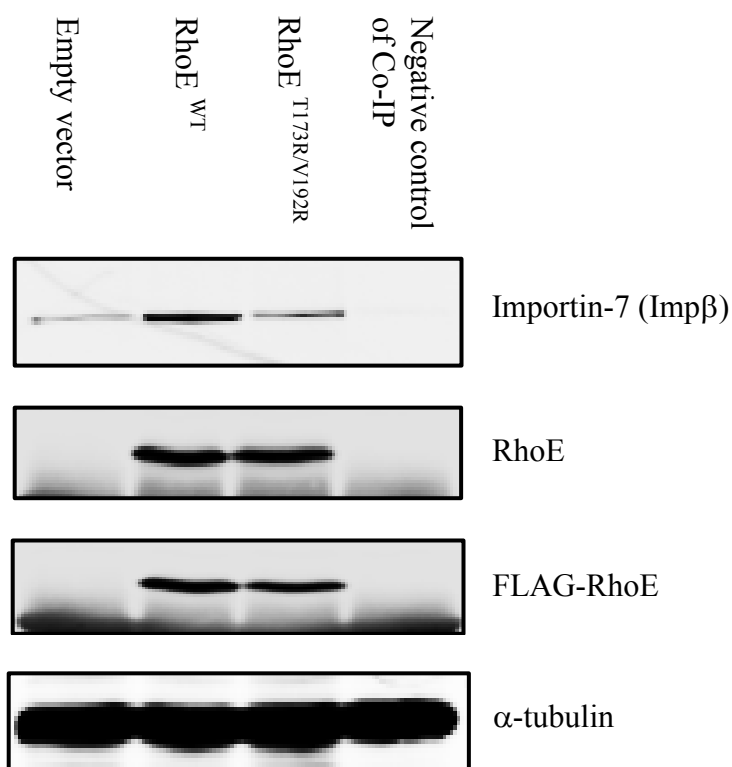 Empty vector
RhoE WT
RhoE T173R/V192R
Negative control
of Co-IP
Importin-7 (Impβ)
RhoE
FLAG-RhoE
α-tubulin